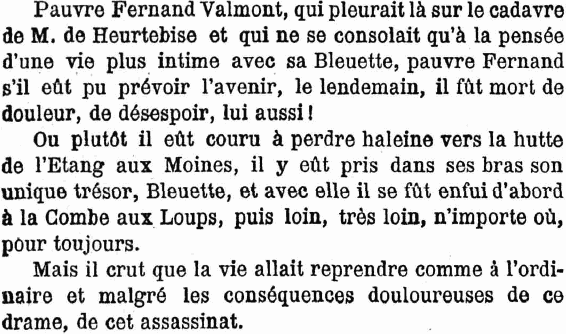 Pauvre Fernand Valmont, qui pleurait là sur le cadavre
de M. de Heurtebise et qui ne se consolait qu'à la pensée
d'une vie plus intime avec sa Bleuette, pauvre Fernand
s'il eût pu prévoir l'avenir, le lendemain, il fût mort de
douleur, de désespoir, lui aussi !
Ou plutôt il eût couru à perdre haleine vers la hutte
de l'Etang aux Moines, il y eût pris dans ses bras son
unique trésor, Bleuette, et avec elle il se fût enfui d'abord
à la Combe aux Loups, puis loin, très loin, n'importe où,
pour toujours.
Mais il crut que la vie allait reprendre comme à l'ordi-
naire et malgré les conséquences douloureuses de ce
drame, de cet assassinat.